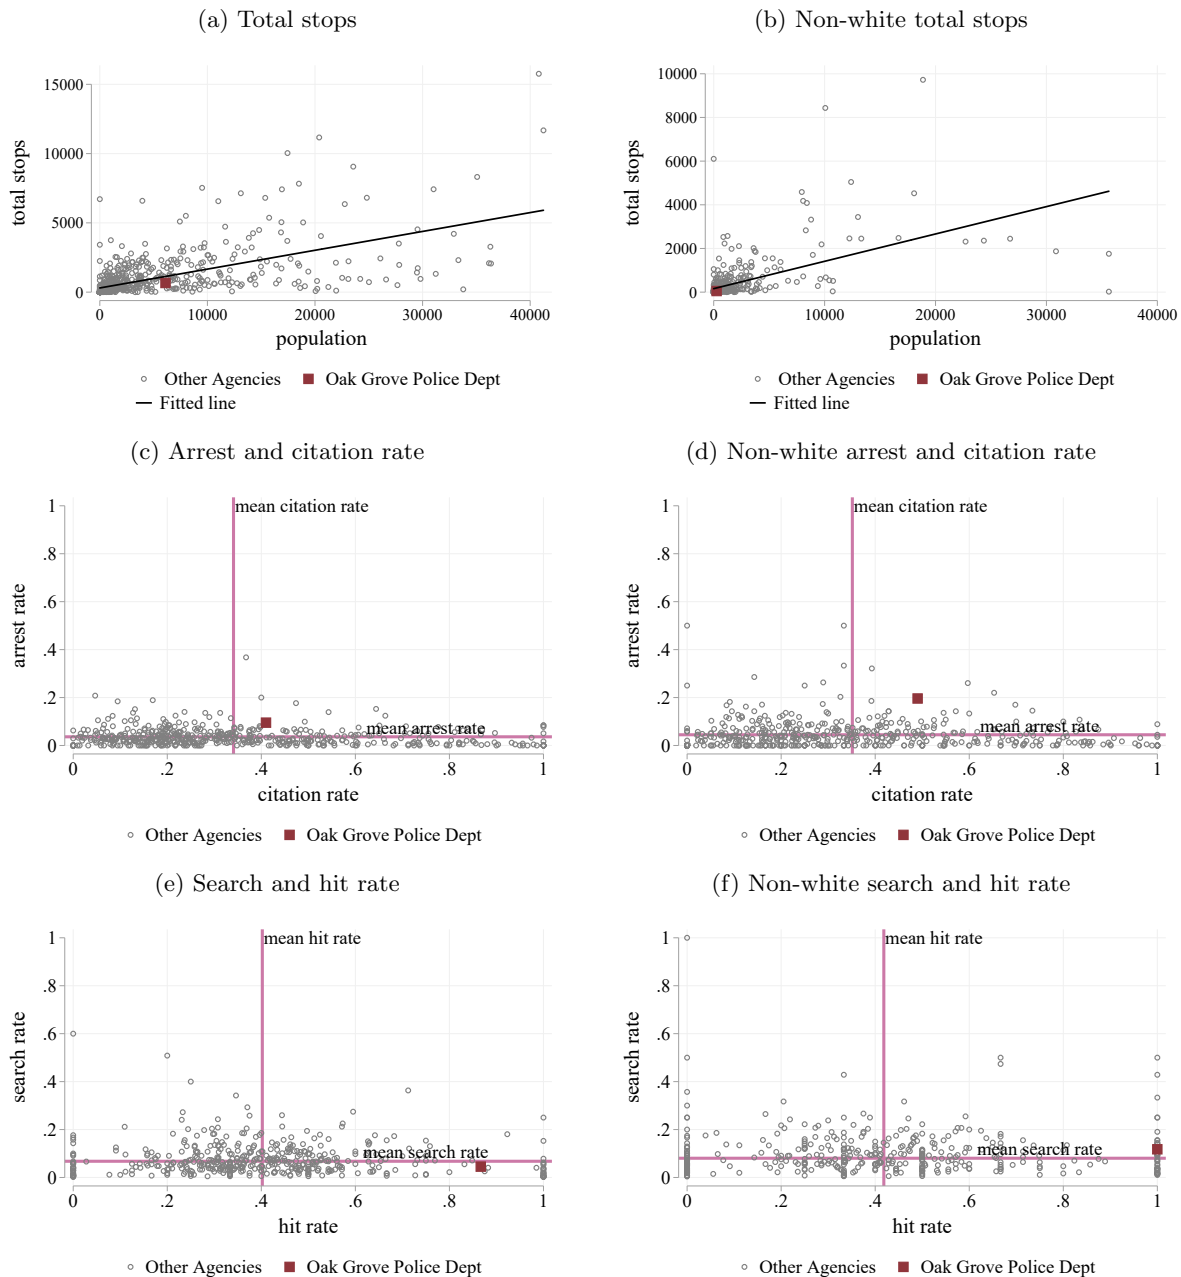 (a) Total stops
(b) Non-white total stops
total stops
15000
10000
5000
0
0 10000 20000 30000 40000
population
Other Agencies Oak Grove Police Dept
Fitted line
total stops
10000
8000
6000
4000
2000
0
0 10000 20000 30000 40000
population
Other Agencies Oak Grove Police Dept
Fitted line
(c) Arrest and citation rate
(d) Non-white arrest and citation rate
arrest rate
1
.8
.6
.4
.2
0
mean citation rate
mean arrest rate
0 .2 .4 .6 .8 1
citation rate
Other Agencies Oak Grove Police Dept
arrest rate
1
.8
.6
.4
.2
0
mean citation rate
mean arrest rate
0 .2 .4 .6 .8 1
citation rate
Other Agencies Oak Grove Police Dept
(e) Search and hit rate
(f) Non-white search and hit rate
search rate
1
.8
.6
.4
.2
0
mean hit rate
mean search rate
0 .2 .4 .6 .8 1
hit rate
Other Agencies Oak Grove Police Dept
search rate
1
.8
.6
.4
.2
0
mean hit rate
mean search rate
0 .2 .4 .6 .8 1
hit rate
Other Agencies Oak Grove Police Dept